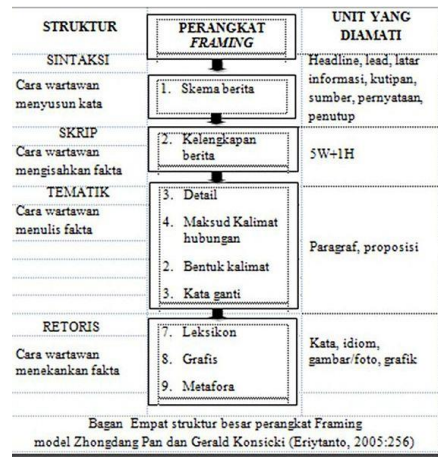 STRUKTUR
PERANGKAT
FRAMING
UNIT YANG
DIAMATI
SINTAKSI
Cara wartawan
menyusun kata
1. Skema berita
Headline, lead, latar
informasi, kutipan,
sumber, pernyataan,
penutup
SKRIP
Cara wartawan
mengisahkan fakta
2. Kelengkapan
berita
5W+1H
TEMATIK
Cara wartawan
menulis fakta
3. Detail
4. Maksud Kalimat
hubungan
2. Bentuk kalimat
3. Kata ganti
Paragraf, proposisi
RETORIS
Cara wartawan
menekankan fakta
7. Leksikon
8. Grafis
9. Metafora
Kata, idiom,
gambar/foto, grafik
Bagan Empat struktur besar perangkat Framing
model Zhongdang Pan dan Gerald Konsicki (Eriytanto, 2005:256)